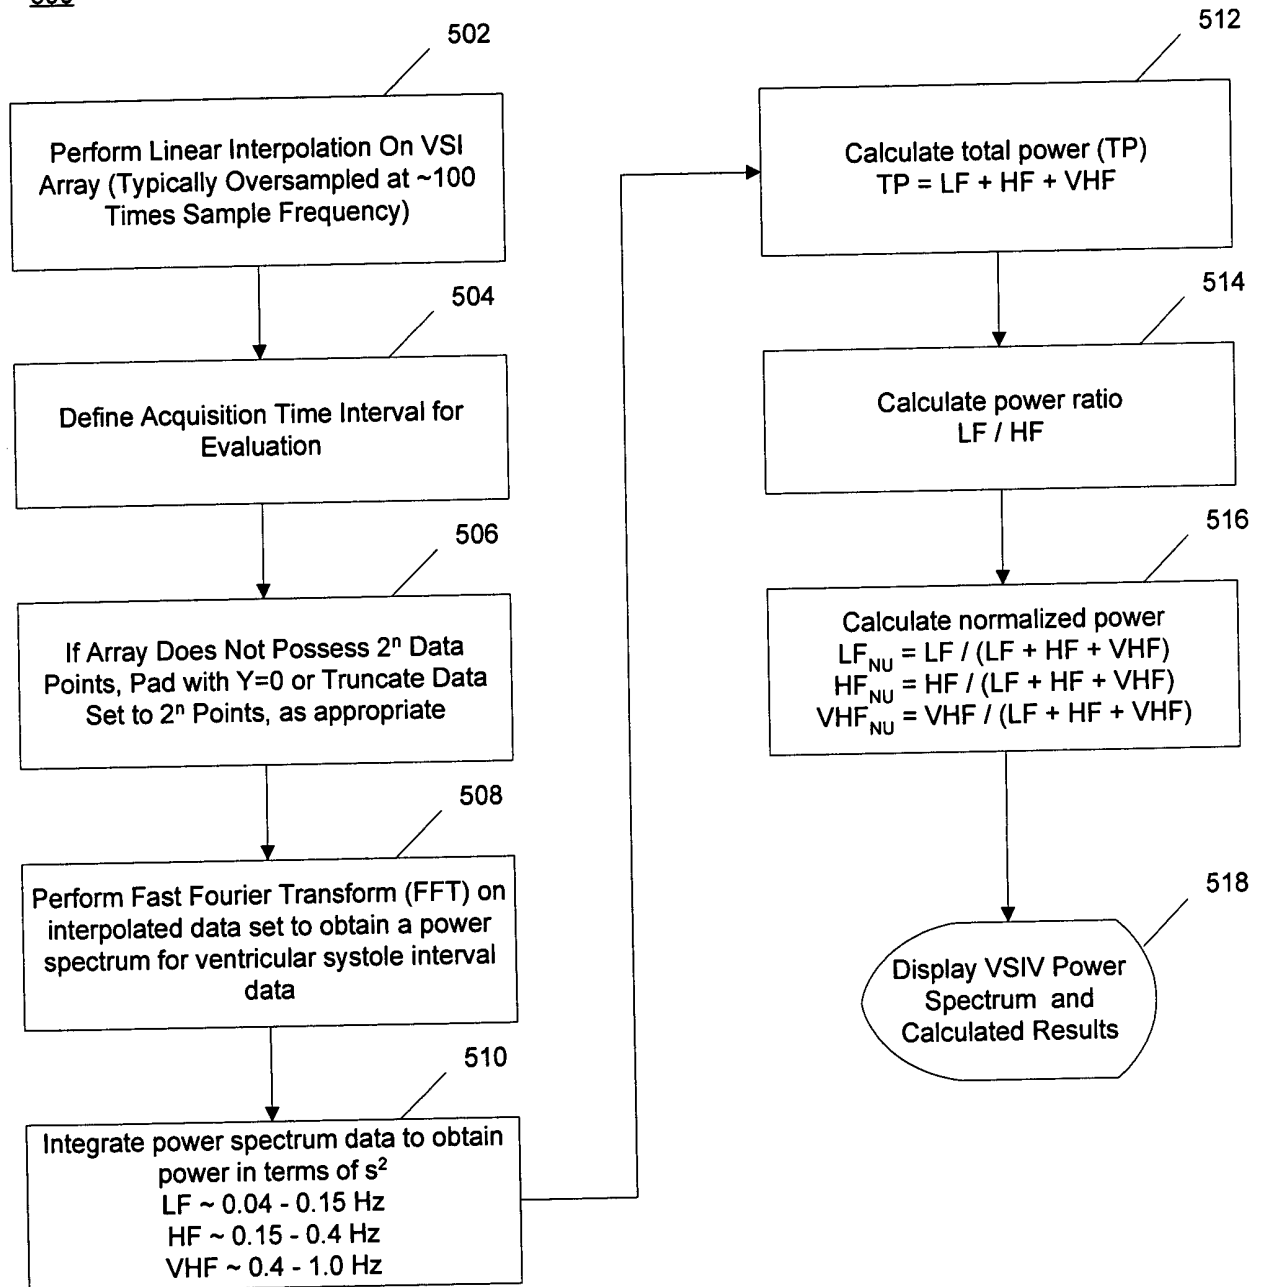 502
Perform Linear Interpolation On VSI
Array (Typically Oversampled at ~100
Times Sample Frequency)
504
Define Acquisition Time Interval for
Evaluation
506
If Array Does Not Possess 2ⁿ Data
Points, Pad with Y=0 or Truncate Data
Set to 2ⁿ Points, as appropriate
508
Perform Fast Fourier Transform (FFT) on
interpolated data set to obtain a power
spectrum for ventricular systole interval
data
510
Integrate power spectrum data to obtain
power in terms of s²
LF ~ 0.04 - 0.15 Hz
HF ~ 0.15 - 0.4 Hz
VHF ~ 0.4 - 1.0 Hz
512
Calculate total power (TP)
TP = LF + HF + VHF
514
Calculate power ratio
LF / HF
516
Calculate normalized power
LF_NU = LF / (LF + HF + VHF)
HF_NU = HF / (LF + HF + VHF)
VHF_NU = VHF / (LF + HF + VHF)
518
Display VSIV Power
Spectrum and
Calculated Results